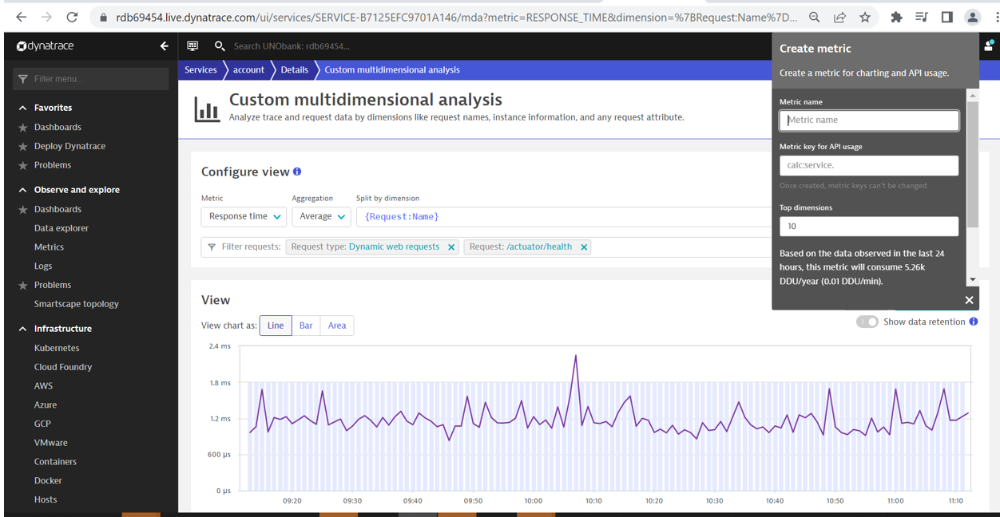 rdb69454.live.dynatrace.com/ui/services/SERVICE-B7125EFC9701A146/mda?metric=RESPONSE_TIME&dimension=%7BRequest:Name%7D...
dynatrace
Search UNObank: rdb69454...
Filter menu...
Favorites
Dashboards
Deploy Dynatrace
Problems
Observe and explore
Dashboards
Data explorer
Metrics
Logs
Problems
Smartscape topology
Infrastructure
Kubernetes
Cloud Foundry
AWS
Azure
GCP
VMware
Containers
Docker
Hosts
Services account Details Custom multidimensional analysis
Custom multidimensional analysis
Analyze trace and request data by dimensions like request names, instance information, and any request attribute.
Configure view
Metric Aggregation Split by dimension
Response time Average {Request:Name}
Filter requests: Request type: Dynamic web requests Request: /actuator/health
View
View chart as: Line Bar Area
Show data retention
2.4 ms
1.8 ms
1.2 ms
600 µs
0 µs
09:20 09:30 09:40 09:50 10:00 10:10 10:20 10:30 10:40 10:50 11:00 11:10
Create metric
Create a metric for charting and API usage.
Metric name
Metric name
Metric key for API usage
calc:service.
Once created, metric keys can't be changed
Top dimensions
10
Based on the data observed in the last 24
hours, this metric will consume 5.26k
DDU/year (0.01 DDU/min).